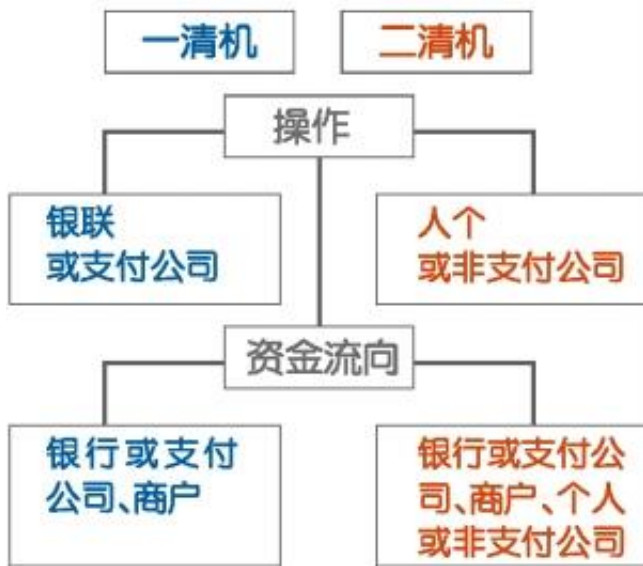 一清机
二清机
操作
银联
或支付公司
人个
或非支付公司
资金流向
银行或支付
公司、商户
银行或支付公
司、商户、个人
或非支付公司